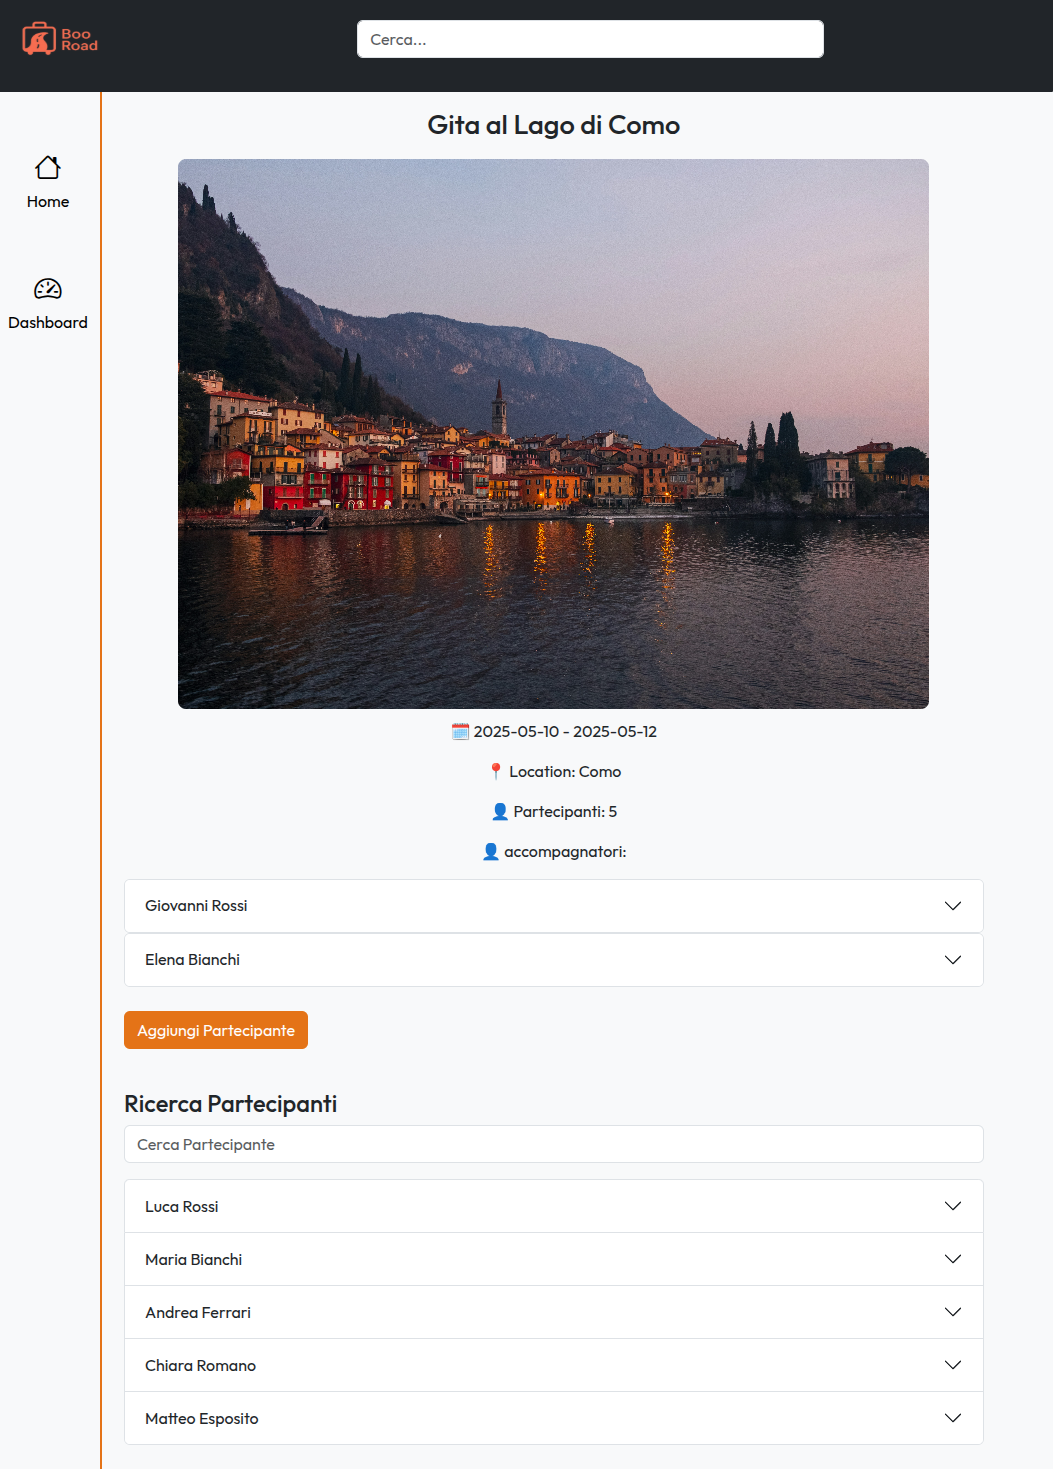 Boo
Road
Cerca...
Home
Dashboard
Gita al Lago di Como
2025-05-10 - 2025-05-12
Location: Como
Partecipanti: 5
accompagnatori:
Giovanni Rossi
Elena Bianchi
Aggiungi Partecipante
Ricerca Partecipanti
Cerca Partecipante
Luca Rossi
Maria Bianchi
Andrea Ferrari
Chiara Romano
Matteo Esposito